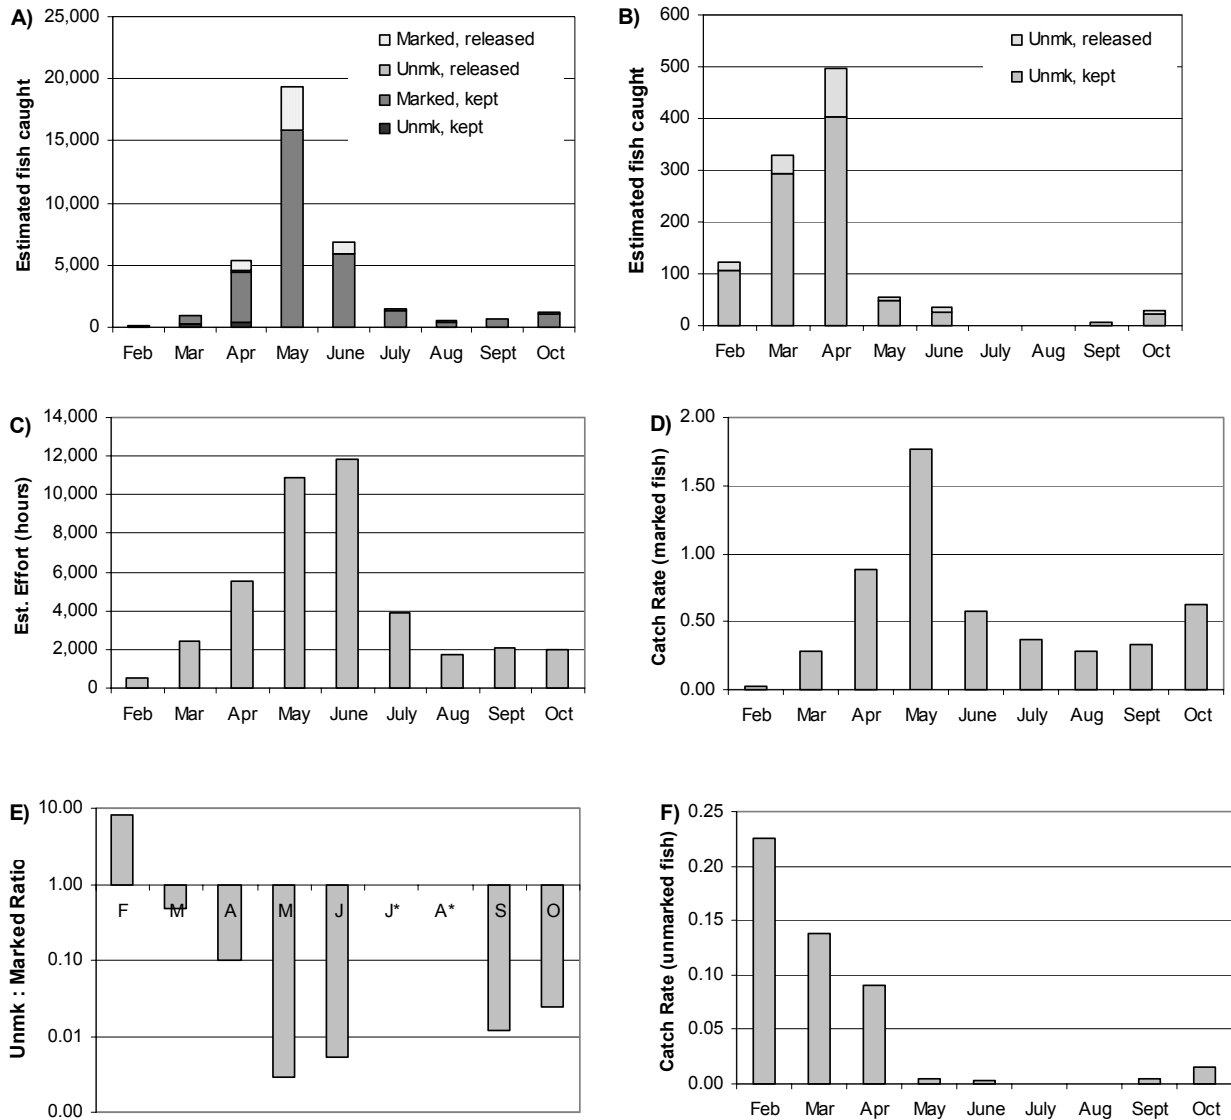 A)
Estimated fish caught
25,000
20,000
15,000
10,000
5,000
0
Marked, released
Unmk, released
Marked, kept
Unmk, kept
Feb Mar Apr May June July Aug Sept Oct
B)
Estimated fish caught
600
500
400
300
200
100
0
Unmk, released
Unmk, kept
Feb Mar Apr May June July Aug Sept Oct
C)
Est. Effort (hours)
14,000
12,000
10,000
8,000
6,000
4,000
2,000
0
Feb Mar Apr May June July Aug Sept Oct
D)
Catch Rate (marked fish)
2.00
1.50
1.00
0.50
0.00
Feb Mar Apr May June July Aug Sept Oct
E)
Unmk : Marked Ratio
10.00
1.00
0.10
0.01
0.00
F M A M J J* A* S O
F)
Catch Rate (unmarked fish)
0.25
0.20
0.15
0.10
0.05
0.00
Feb Mar Apr May June July Aug Sept Oct